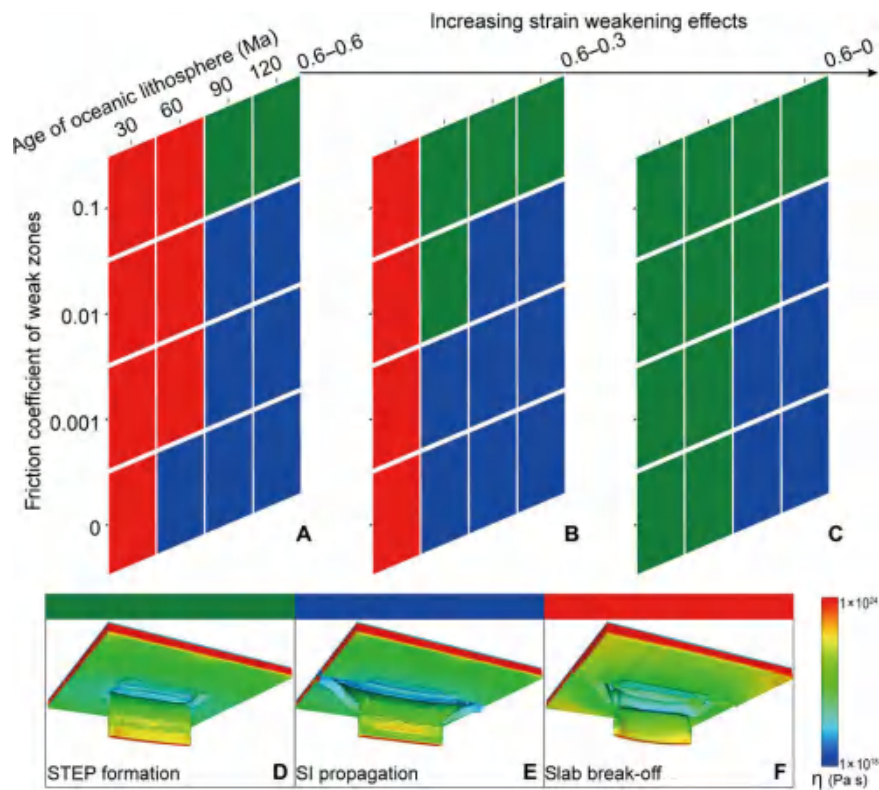 Increasing strain weakening effects
Age of oceanic lithosphere (Ma)
30
60
90
120
0.6–0.6
0.6–0.3
0.6–0
Friction coefficient of weak zones
0.1
0.01
0.001
0
A
B
C
STEP formation D
SI propagation E
Slab break-off F
1×10²⁴
1×10¹⁸
η (Pa s)